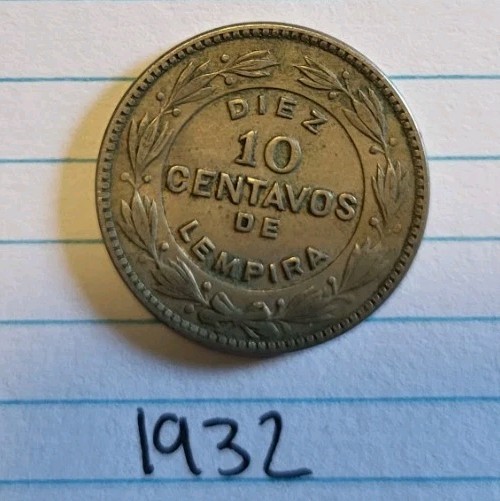 DIEZ
10
CENTAVOS
DE
LEMPIRA
1932